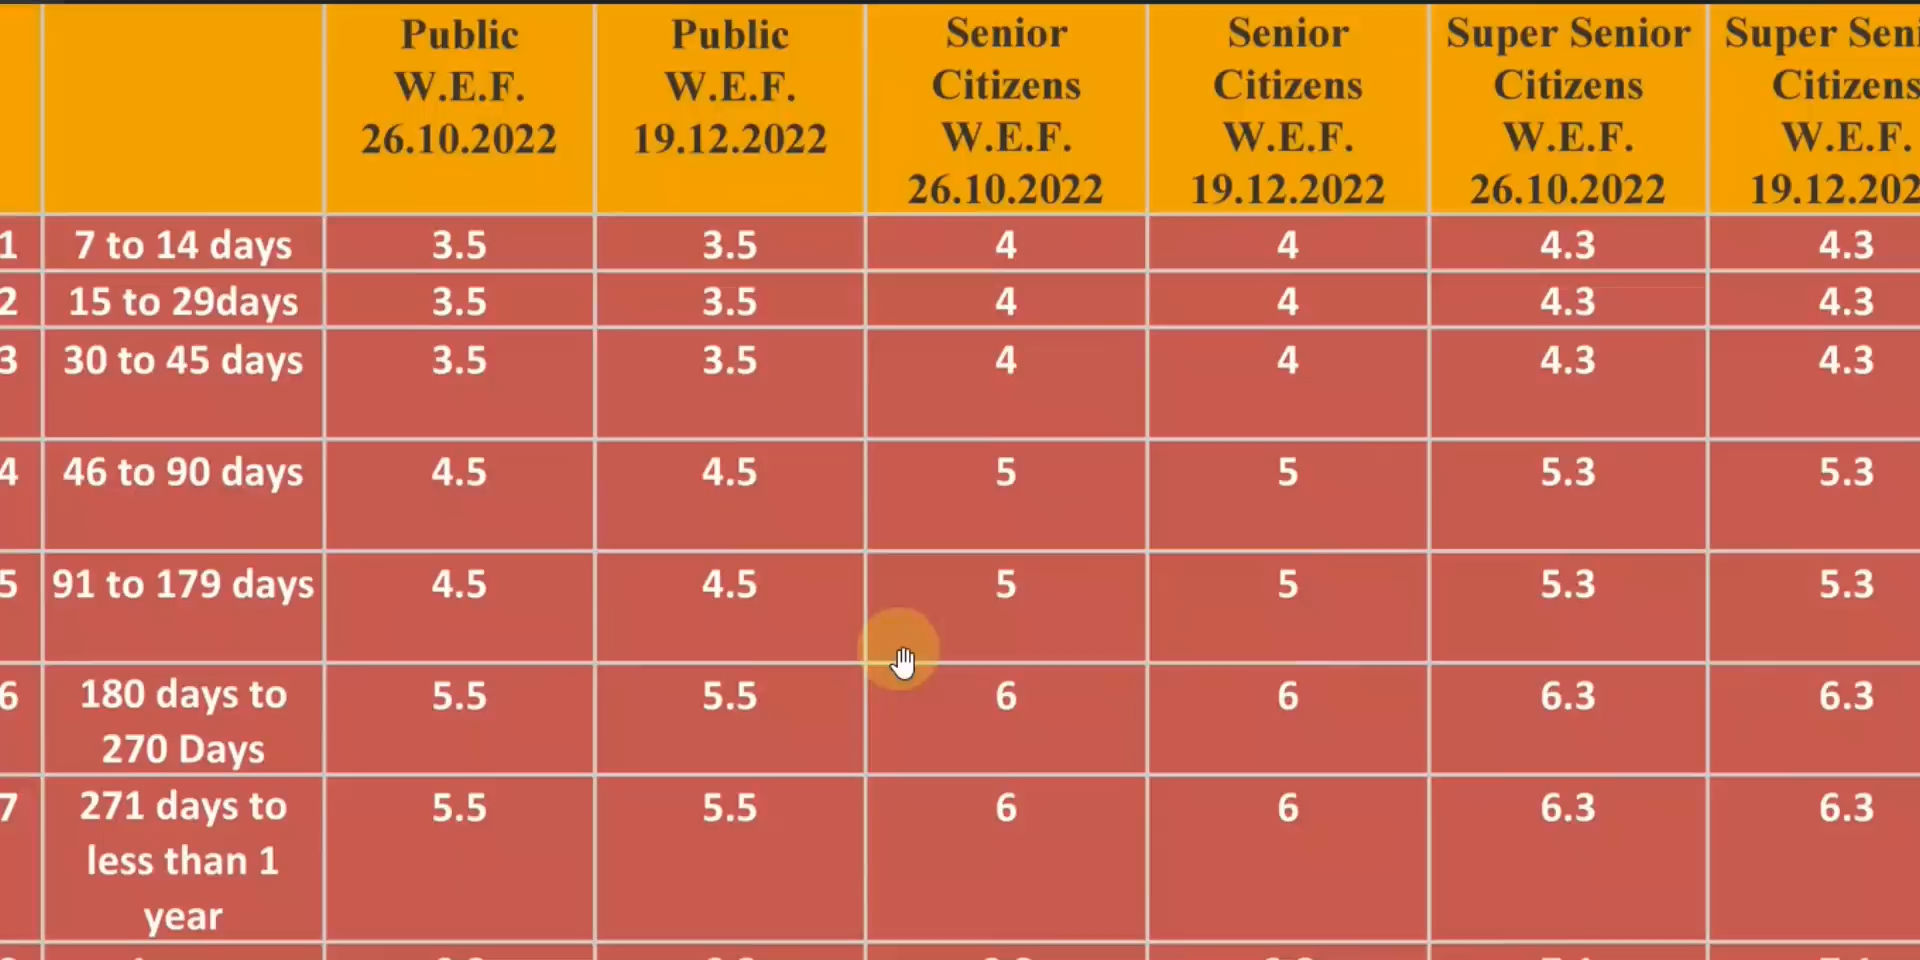 Public W.E.F. 26.10.2022 Public W.E.F. 19.12.2022 Senior Citizens W.E.F. 26.10.2022 Senior Citizens W.E.F. 19.12.2022 Super Senior Citizens W.E.F. 26.10.2022 Super Citizens W.E.F.
1 7 to 14 days 3.5 3.5 4 4 4.3 4.3
2 15 to 29days 3.5 3.5 4 4 4.3 4.3
3 30 to 45 days 3.5 3.5 4 4 4.3 4.3
4 46 to 90 days 4.5 4.5 5 5 5.3 5.3
5 91 to 179 days 4.5 4.5 5 5 5.3 5.3
6 180 days to 5.5 5.5 6 6 6.3 6.3
270 Days
7 271 days to 5.5 5.5 6 6 6.3 6.3
less than 1
year